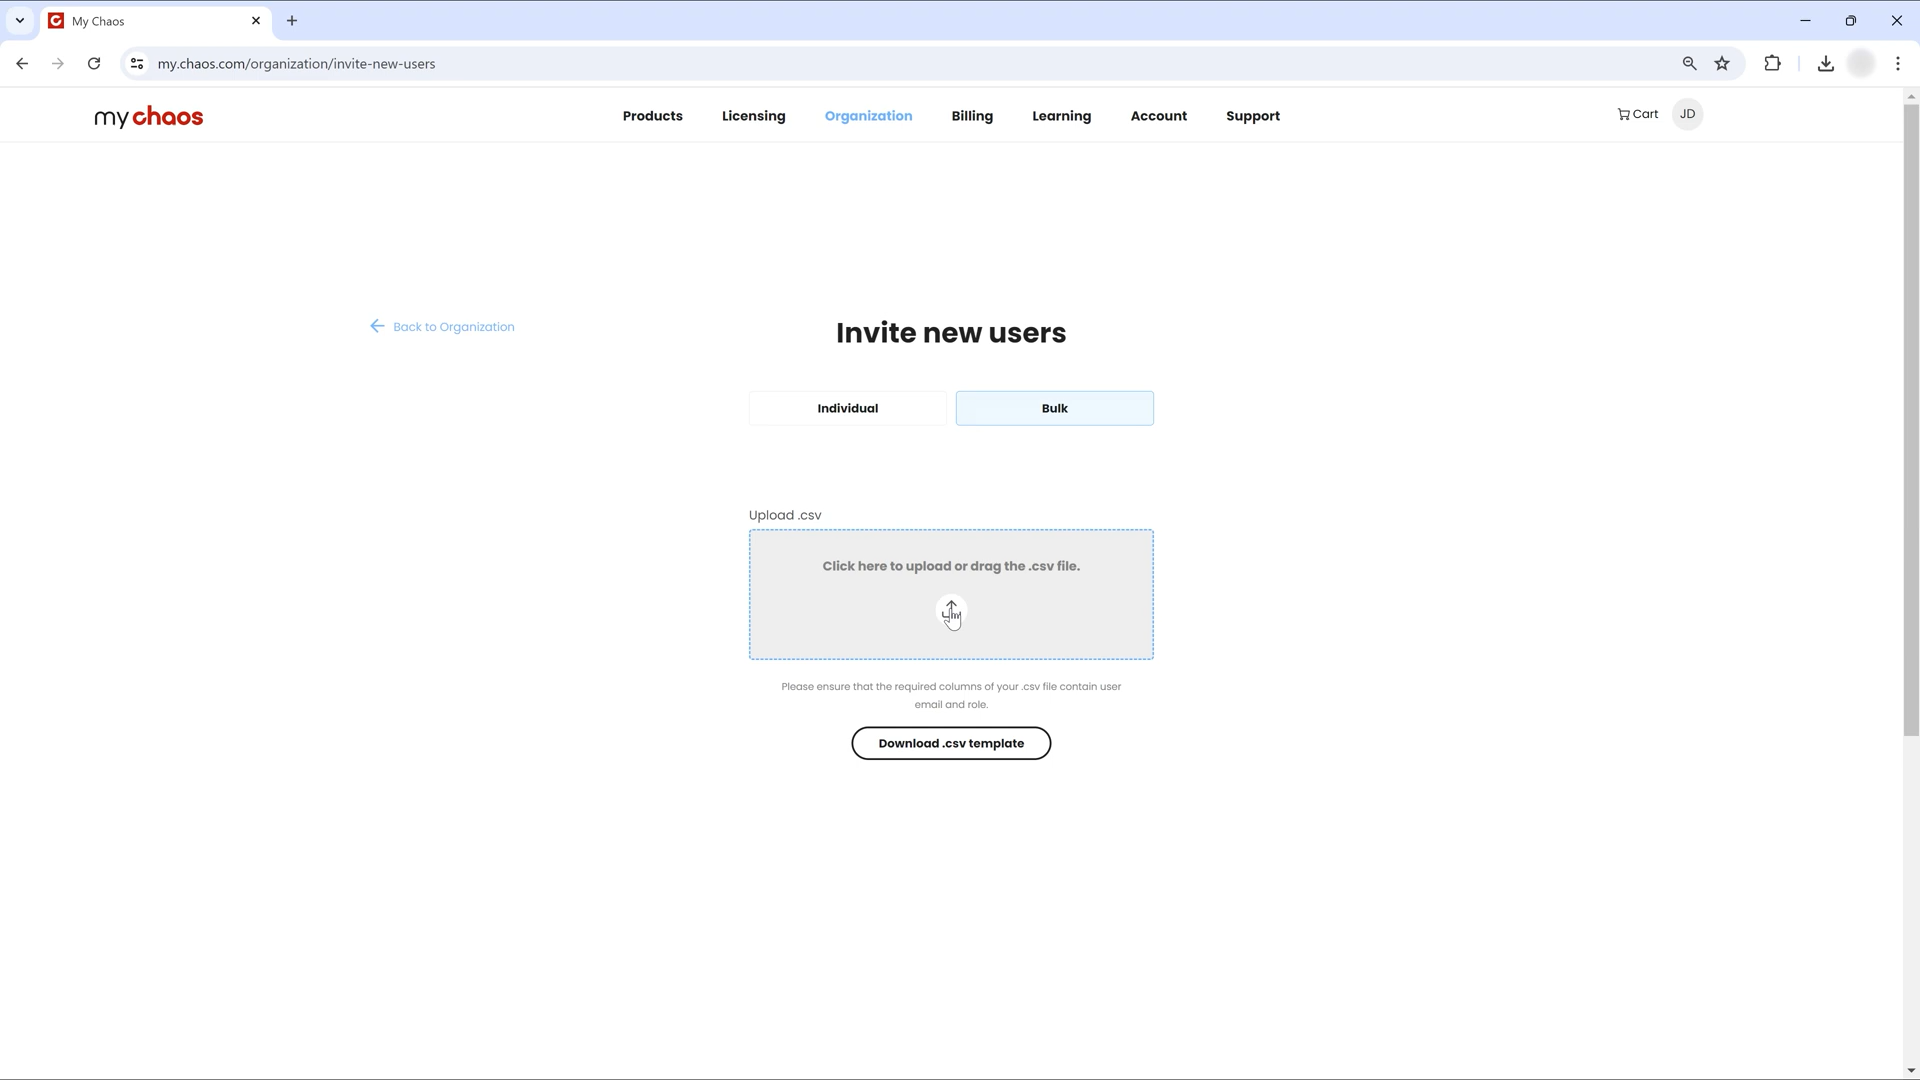 My Chaos
my.chaos.com/organization/invite-new-users
my chaos
Products
Licensing
Organization
Billing
Learning
Account
Support
Cart
JD
Back to Organization
Invite new users
Individual
Bulk
Upload .csv
Click here to upload or drag the .csv file.
Please ensure that the required columns of your .csv file contain user
email and role.
Download .csv template